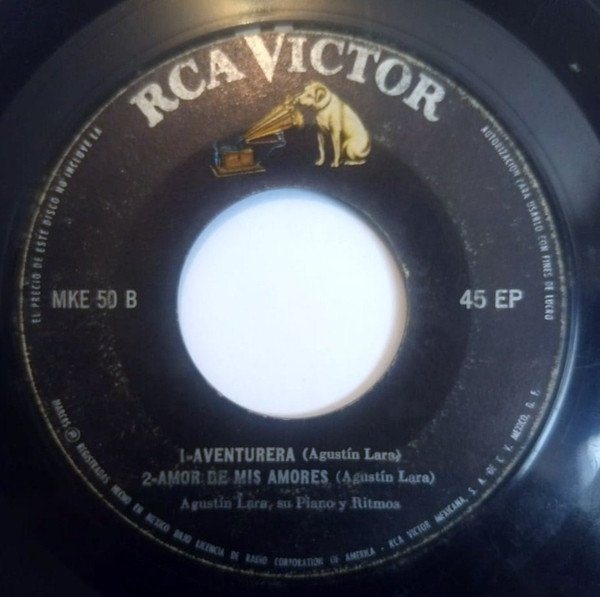 RCA VICTOR
EL PRECIO DE ESTE DISCO NO INCLUYE LA
AUTORIZACION PARA USARLO CON FINES DE LUCRO
MKE 50 B
45 EP
1-AVENTURERA (Agustín Lara)
2-AMOR DE MIS AMORES (Agustín Lara)
Agustín Lara, su Piano y Ritmos
MARCAS ® REGISTRADAS HECHO EN MEXICO BAJO LICENCIA DE RADIO CORPORATION OF AMERICA - RCA VICTOR MEXICANA, S. A. DE C. V. MEXICO, D. F.